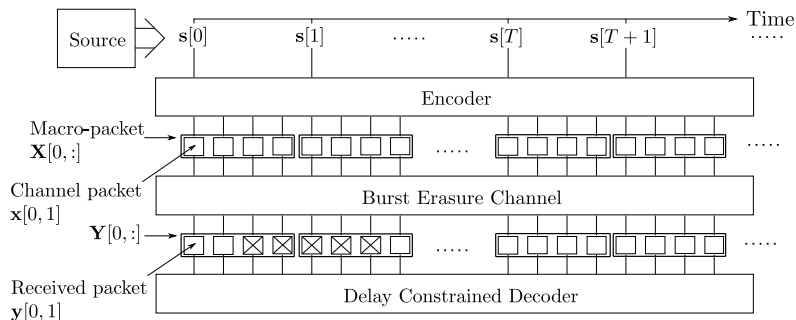 Time
Source
s[0] s[1] ..... s[T] s[T + 1] .....
Encoder
Macro-packet
X[0, :]
..... .....
Channel packet
x[0, 1]
Burst Erasure Channel
Y[0, :]
..... .....
Received packet
y[0, 1]
Delay Constrained Decoder